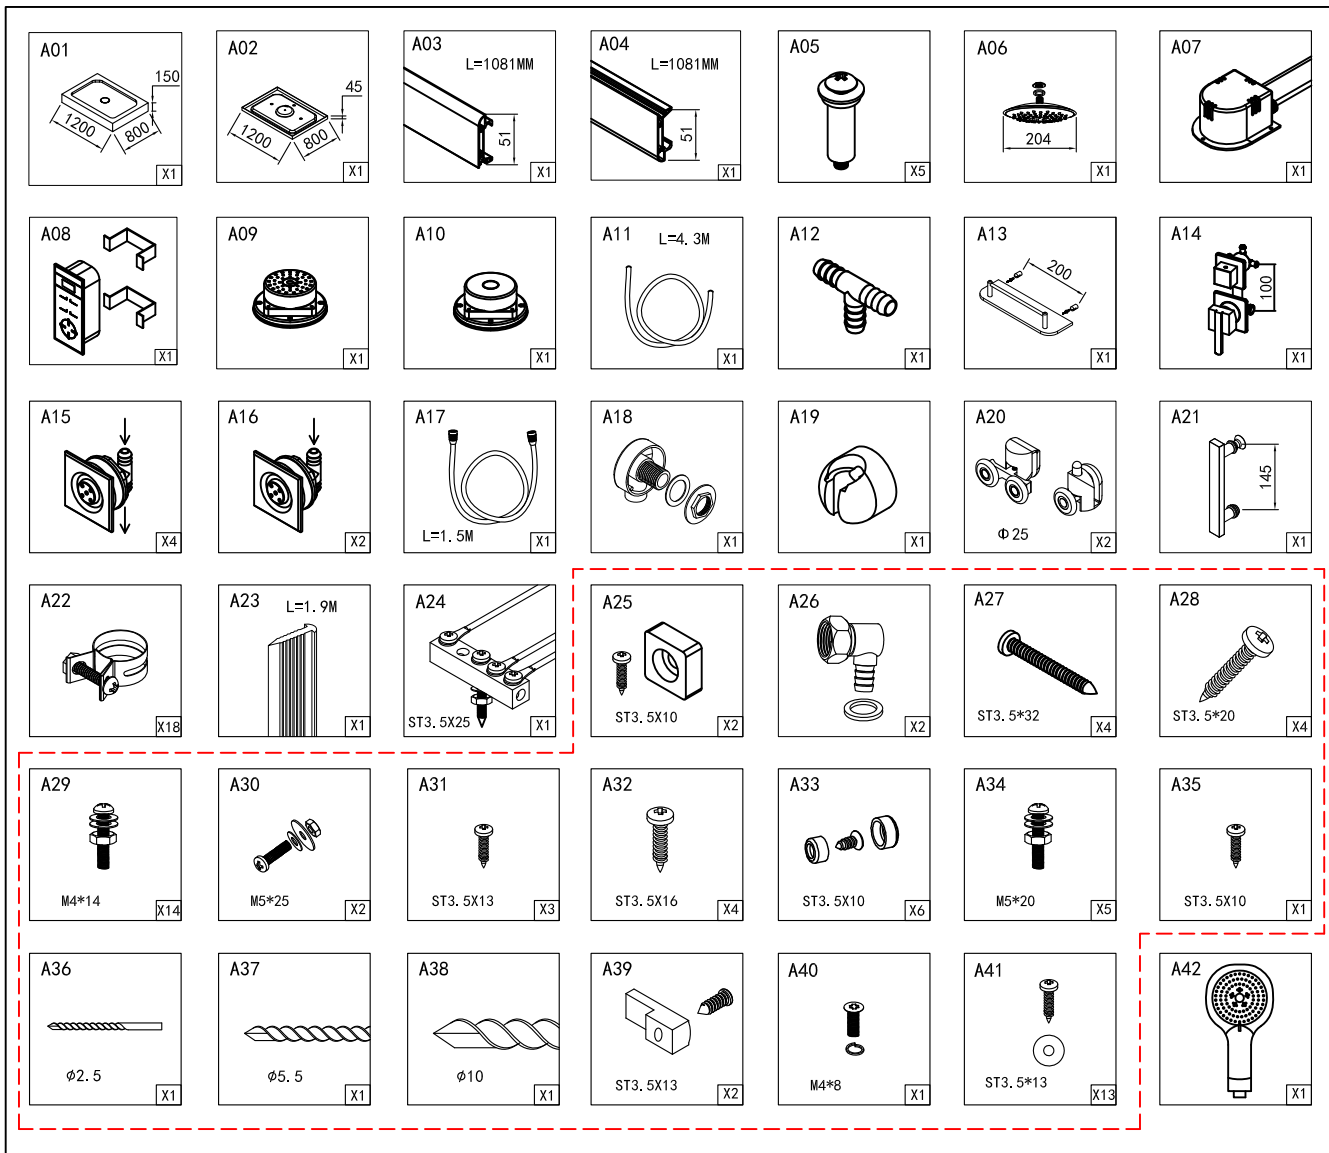 A01
150
1200
800
X1
A02
45
1200
800
X1
A03
L=1081MM
51
X1
A04
L=1081MM
51
X1
A05
X5
A06
204
X1
A07
X1
A08
X1
A09
X1
A10
X1
A11
L=4.3M
X1
A12
X1
A13
200
X1
A14
100
X1
A15
X4
A16
X2
A17
L=1.5M
X1
A18
X1
A19
X1
A20
Φ25
X2
A21
145
X1
A22
X18
A23
L=1.9M
X1
A24
ST3.5X25
X1
A25
ST3.5X10
X2
A26
X2
A27
ST3.5*32
X4
A28
ST3.5*20
X4
A29
M4*14
X14
A30
M5*25
X2
A31
ST3.5X13
X3
A32
ST3.5X16
X4
A33
ST3.5X10
X6
A34
M5*20
X5
A35
ST3.5X10
X1
A36
φ2.5
X1
A37
φ5.5
X1
A38
φ10
X1
A39
ST3.5X13
X2
A40
M4*8
X1
A41
ST3.5*13
X13
A42
X1